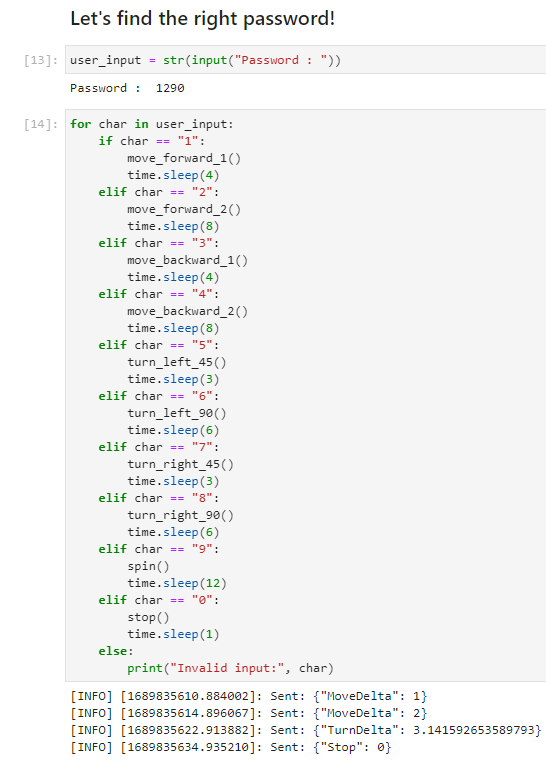 Let's find the right password!
[13]: user_input = str(input("Password : "))
Password :  1290
[14]: for char in user_input:
    if char == "1":
        move_forward_1()
        time.sleep(4)
    elif char == "2":
        move_forward_2()
        time.sleep(8)
    elif char == "3":
        move_backward_1()
        time.sleep(4)
    elif char == "4":
        move_backward_2()
        time.sleep(8)
    elif char == "5":
        turn_left_45()
        time.sleep(3)
    elif char == "6":
        turn_left_90()
        time.sleep(6)
    elif char == "7":
        turn_right_45()
        time.sleep(3)
    elif char == "8":
        turn_right_90()
        time.sleep(6)
    elif char == "9":
        spin()
        time.sleep(12)
    elif char == "0":
        stop()
        time.sleep(1)
    else:
        print("Invalid input:", char)
[INFO] [1689835610.884002]: Sent: {"MoveDelta": 1}
[INFO] [1689835614.896067]: Sent: {"MoveDelta": 2}
[INFO] [1689835622.913882]: Sent: {"TurnDelta": 3.141592653589793}
[INFO] [1689835634.935210]: Sent: {"Stop": 0}